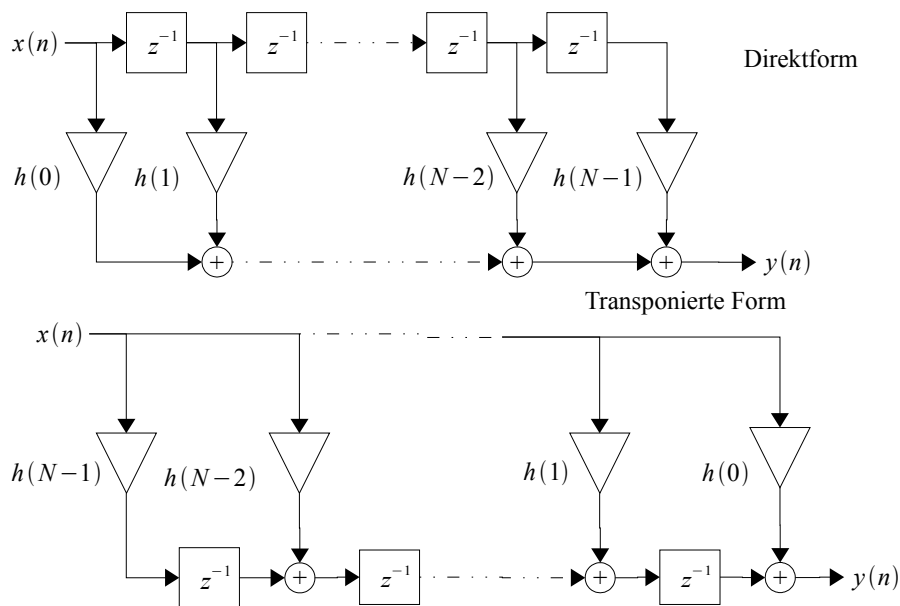 x(n) z⁻¹ z⁻¹ z⁻¹ z⁻¹
Direktform
h(0) h(1) h(N−2) h(N−1)
+ + + y(n)
Transponierte Form
x(n)
h(N−1) h(N−2) h(1) h(0)
z⁻¹ + z⁻¹ + z⁻¹ + y(n)